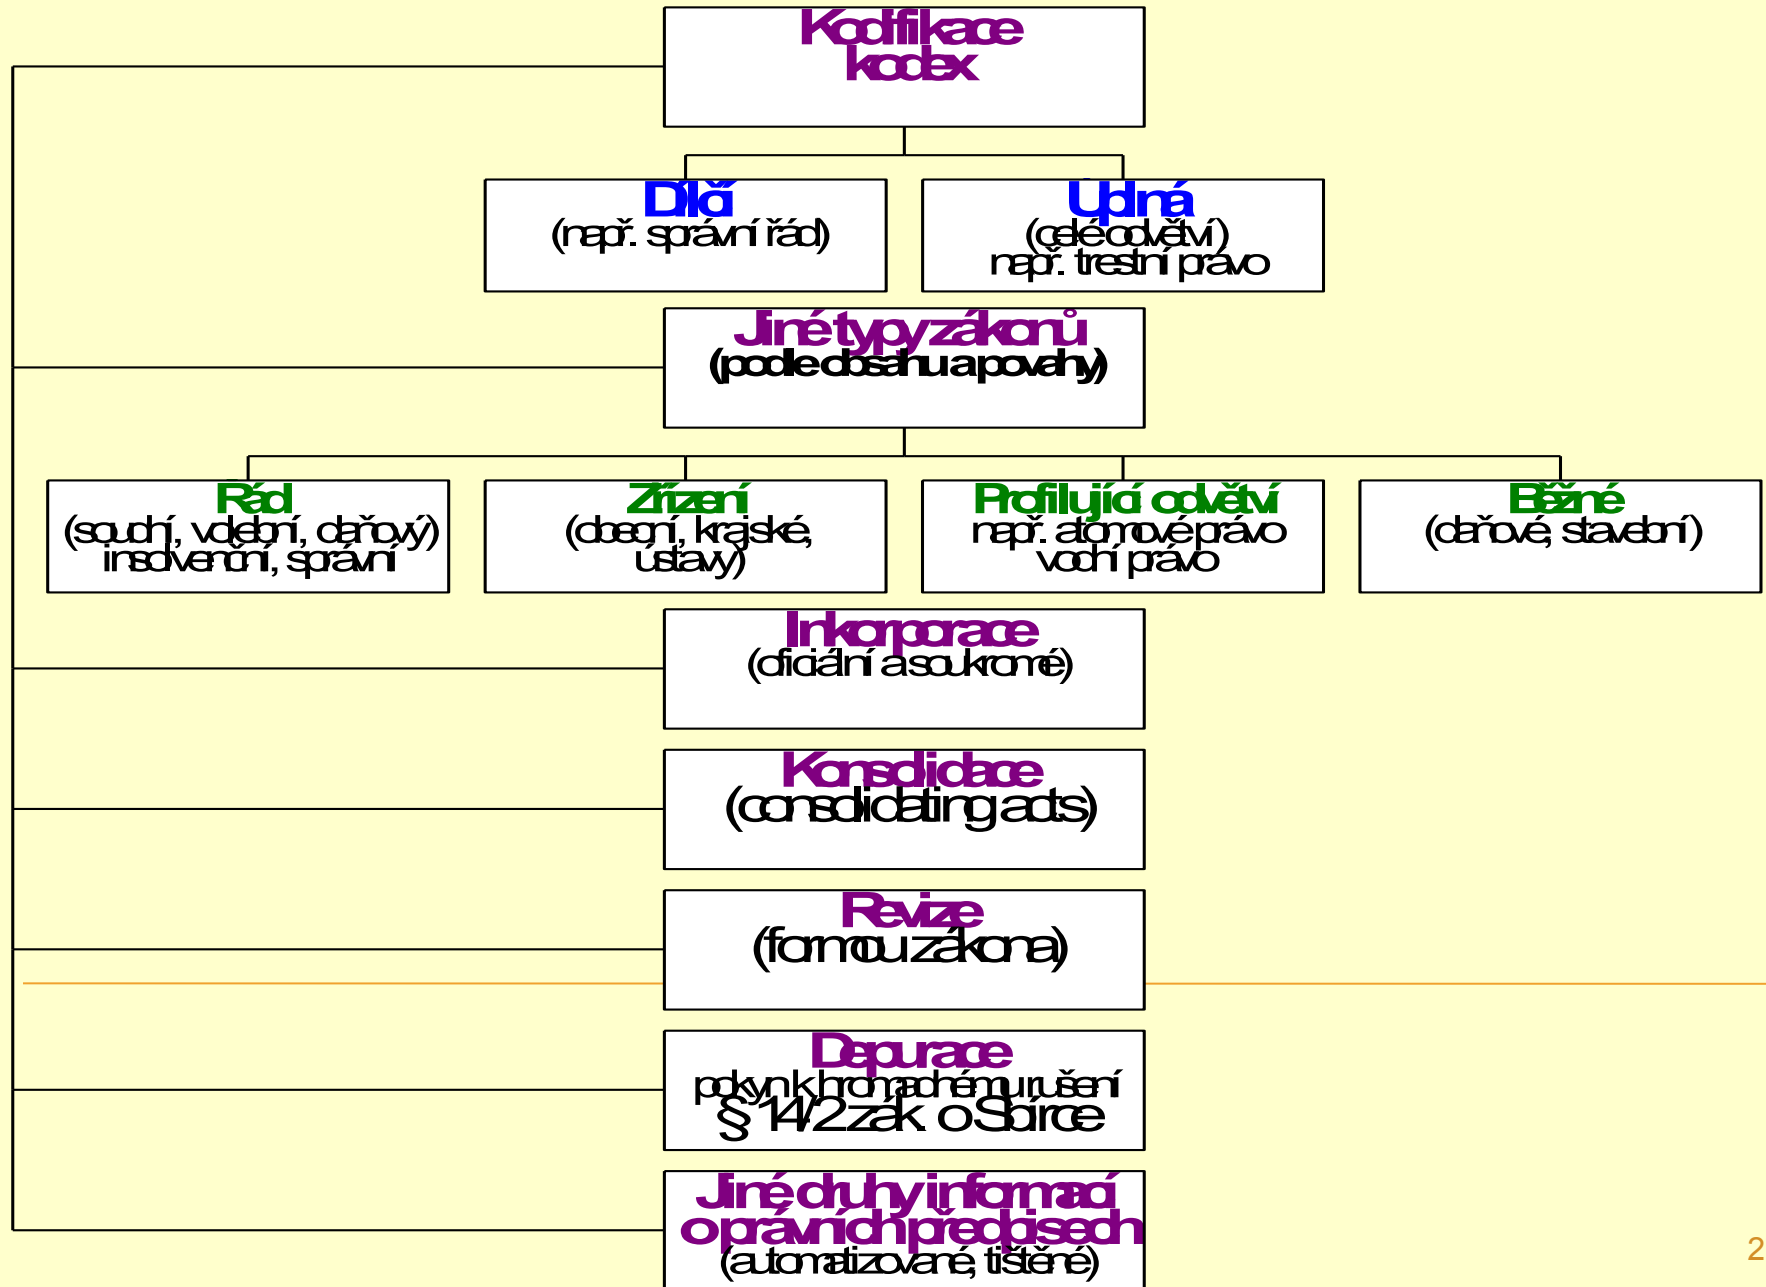 Kodifikace
kodex
Dílčí
(např. správní řád)
Úplná
(celé odvětví)
např. trestní právo
Jiné typy zákonů
(podle obsahu a povahy)
Řád
(soudní, volební, daňový)
insolvenční, správní
Zřízení
(obecní, krajské,
ústavy)
Profilující odvětví
např. atomové právo
vodní právo
Běžné
(daňové, stavební)
Inkorporace
(oficiální a soukromé)
Konsolidace
(consolidating acts)
Revize
(formou zákona)
Depurace
pokyn k hromadnému rušení
§ 14/2 zák. o Sbírce
Jiné druhy informací
o právních předpisech
(automatizované, tištěné)
2